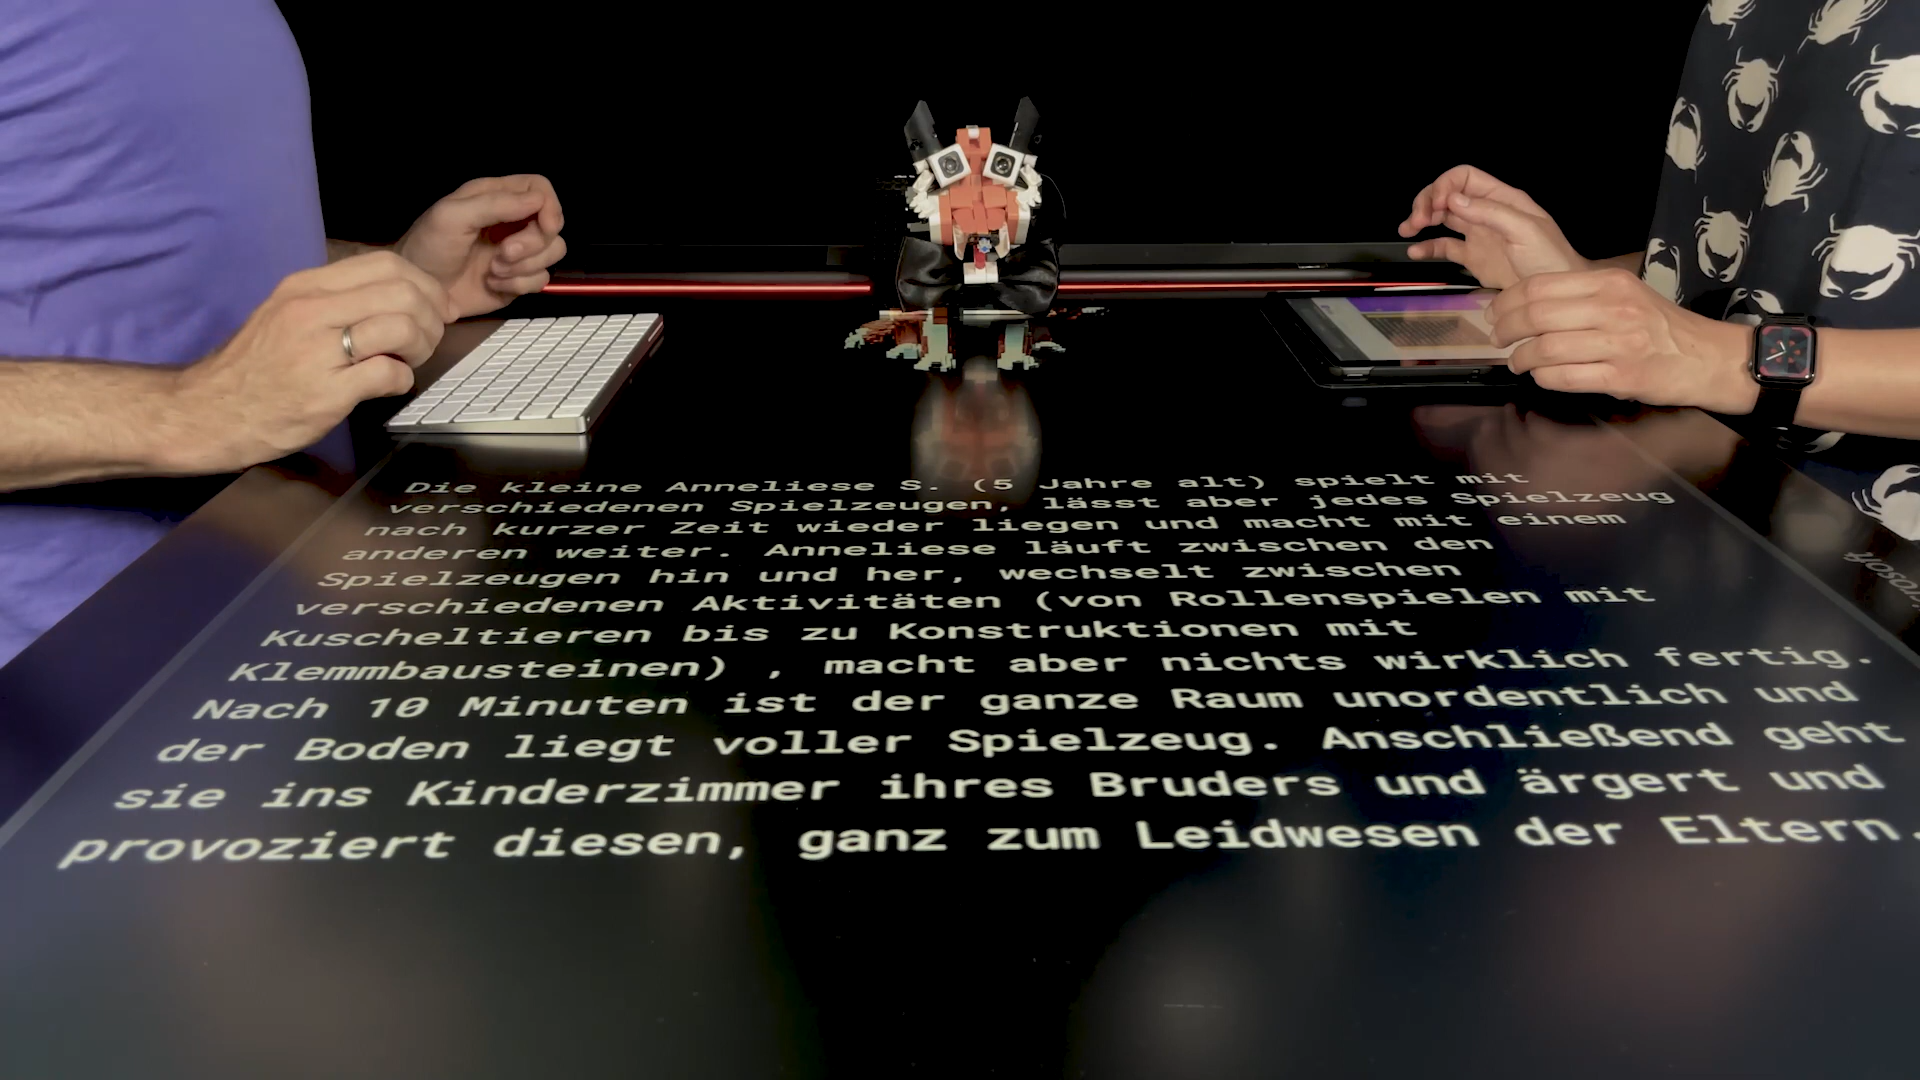 Die kleine Anneliese S. (5 Jahre alt) spielt mit
verschiedenen Spielzeugen, lässt aber jedes Spielzeug
nach kurzer Zeit wieder liegen und macht mit einem
anderen weiter. Anneliese läuft zwischen den
Spielzeugen hin und her, wechselt zwischen
verschiedenen Aktivitäten (von Rollenspielen mit
Kuscheltieren bis zu Konstruktionen mit
Klemmbausteinen) , macht aber nichts wirklich fertig.
Nach 10 Minuten ist der ganze Raum unordentlich und
der Boden liegt voller Spielzeug. Anschließend geht
sie ins Kinderzimmer ihres Bruders und ärgert und
provoziert diesen, ganz zum Leidwesen der Eltern.